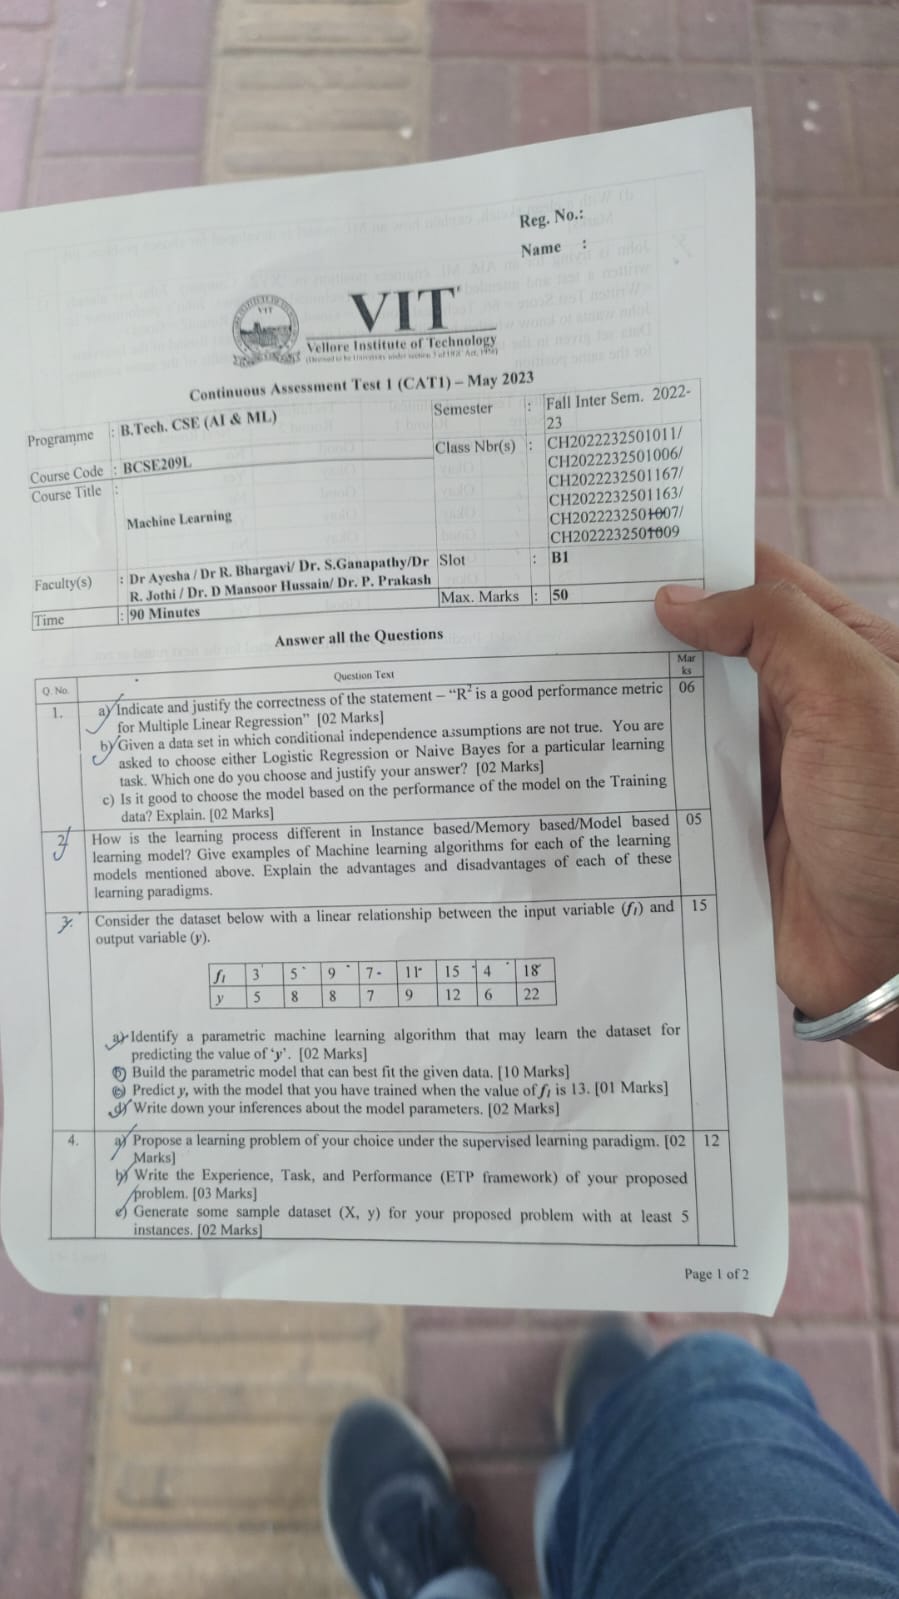 Reg. No.:
Name :
VIT
Vellore Institute of Technology
(Deemed to be University under section 3 of UGC Act, 1956)
Continuous Assessment Test 1 (CAT1) – May 2023
Programme : B.Tech. CSE (AI & ML) Semester : Fall Inter Sem. 2022-
23
Course Code : BCSE209L Class Nbr(s) : CH2022232501011/
CH2022232501006/
Course Title : CH2022232501167/
CH2022232501163/
Machine Learning CH2022232501007/
CH2022232501009
Faculty(s) : Dr Ayesha / Dr R. Bhargavi/ Dr. S.Ganapathy/Dr Slot : B1
R. Jothi / Dr. D Mansoor Hussain/ Dr. P. Prakash
Time : 90 Minutes Max. Marks : 50
Answer all the Questions
Q. No. Question Text Mar
ks
1. a) Indicate and justify the correctness of the statement – “R² is a good performance metric 06
for Multiple Linear Regression” [02 Marks]
b) Given a data set in which conditional independence assumptions are not true. You are
asked to choose either Logistic Regression or Naive Bayes for a particular learning
task. Which one do you choose and justify your answer? [02 Marks]
c) Is it good to choose the model based on the performance of the model on the Training
data? Explain. [02 Marks]
2. How is the learning process different in Instance based/Memory based/Model based 05
learning model? Give examples of Machine learning algorithms for each of the learning
models mentioned above. Explain the advantages and disadvantages of each of these
learning paradigms.
3. Consider the dataset below with a linear relationship between the input variable (f₁) and 15
output variable (y).
f₁ 3 5 9 7 11 15 4 18
y 5 8 8 7 9 12 6 22
a) Identify a parametric machine learning algorithm that may learn the dataset for
predicting the value of ‘y’. [02 Marks]
b) Build the parametric model that can best fit the given data. [10 Marks]
c) Predict y, with the model that you have trained when the value of f₁ is 13. [01 Marks]
d) Write down your inferences about the model parameters. [02 Marks]
4. a) Propose a learning problem of your choice under the supervised learning paradigm. [02 12
Marks]
b) Write the Experience, Task, and Performance (ETP framework) of your proposed
problem. [03 Marks]
c) Generate some sample dataset (X, y) for your proposed problem with at least 5
instances. [02 Marks]
Page 1 of 2